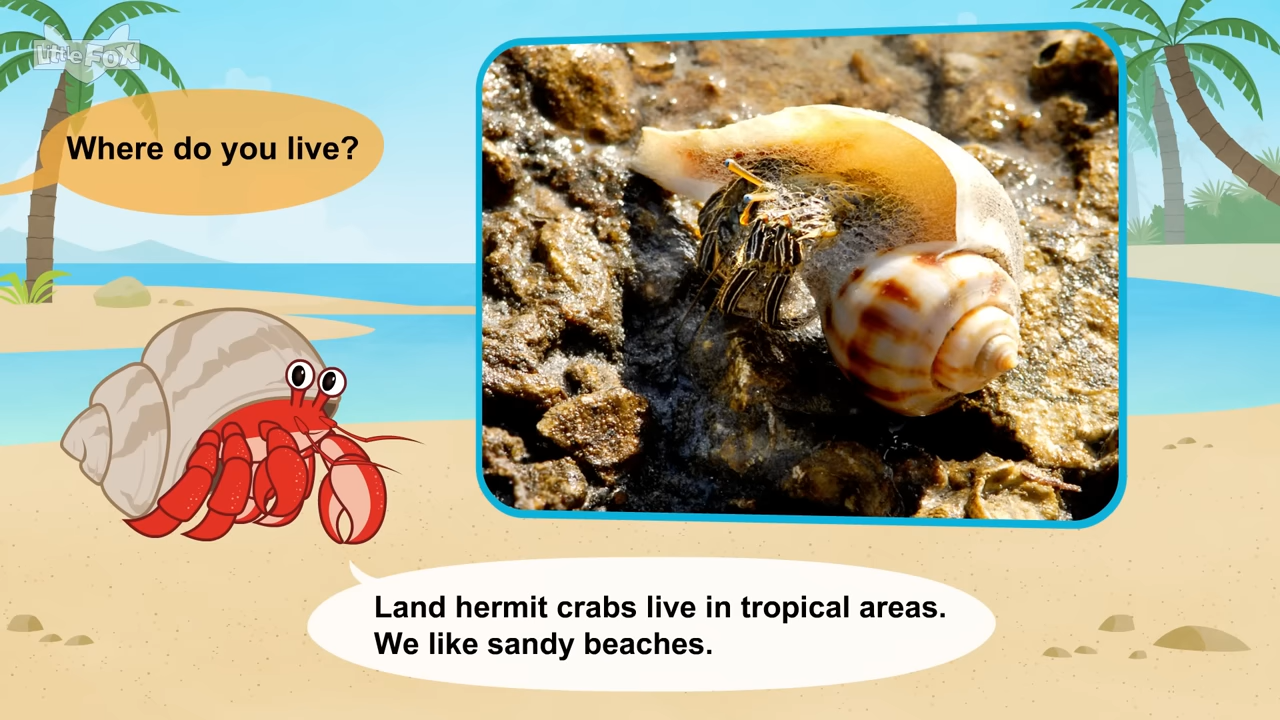 Little Fox
Where do you live?
Land hermit crabs live in tropical areas.
We like sandy beaches.